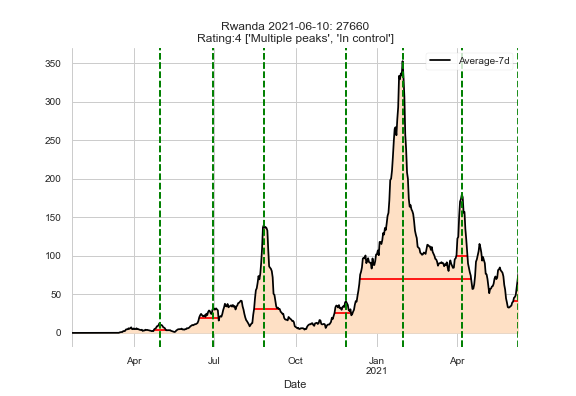 Rwanda 2021-06-10: 27660
Rating:4 ['Multiple peaks', 'In control']
Average-7d
350
300
250
200
150
100
50
0
Apr
Jul
Oct
Jan
2021
Apr
Date